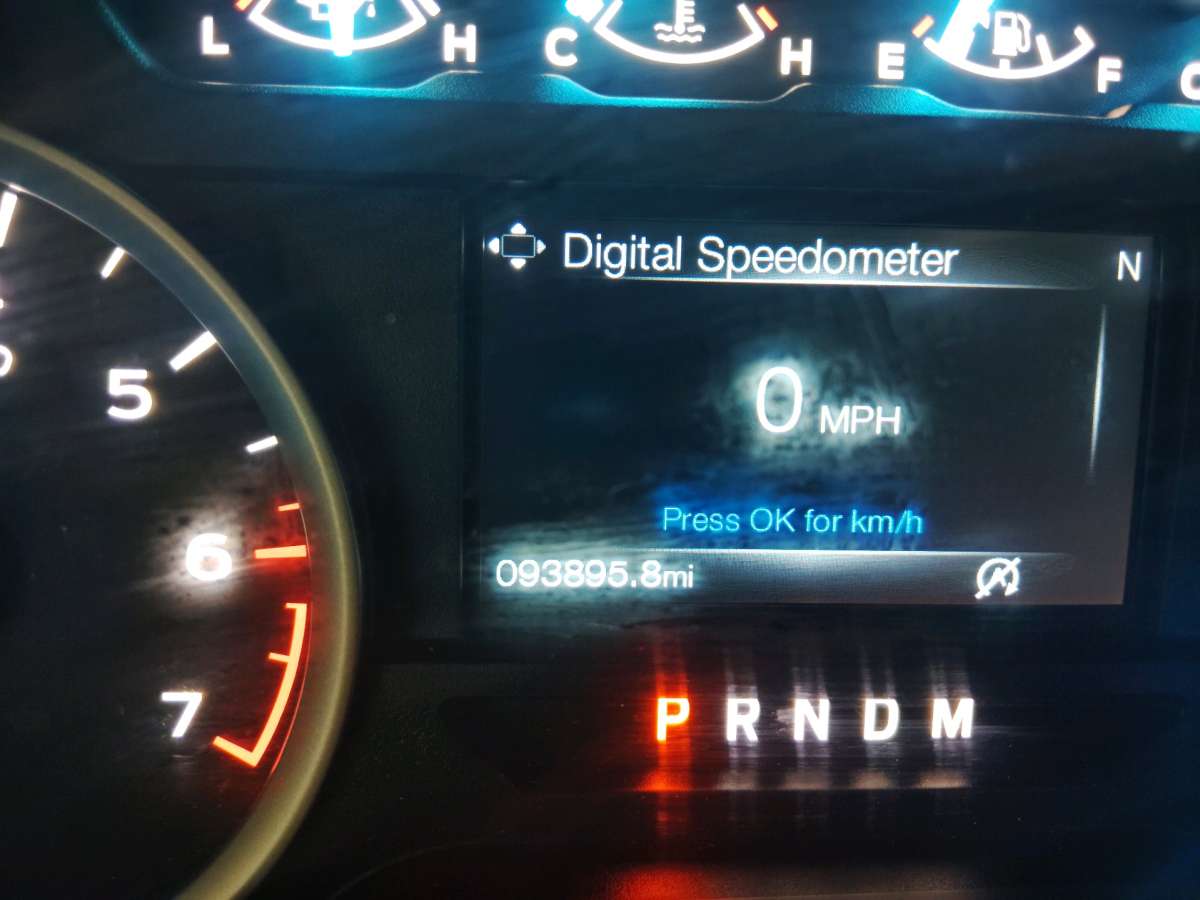 L H C H E F
Digital Speedometer N
5
0 MPH
Press OK for km/h
6
093895.8mi
7
P R N D M